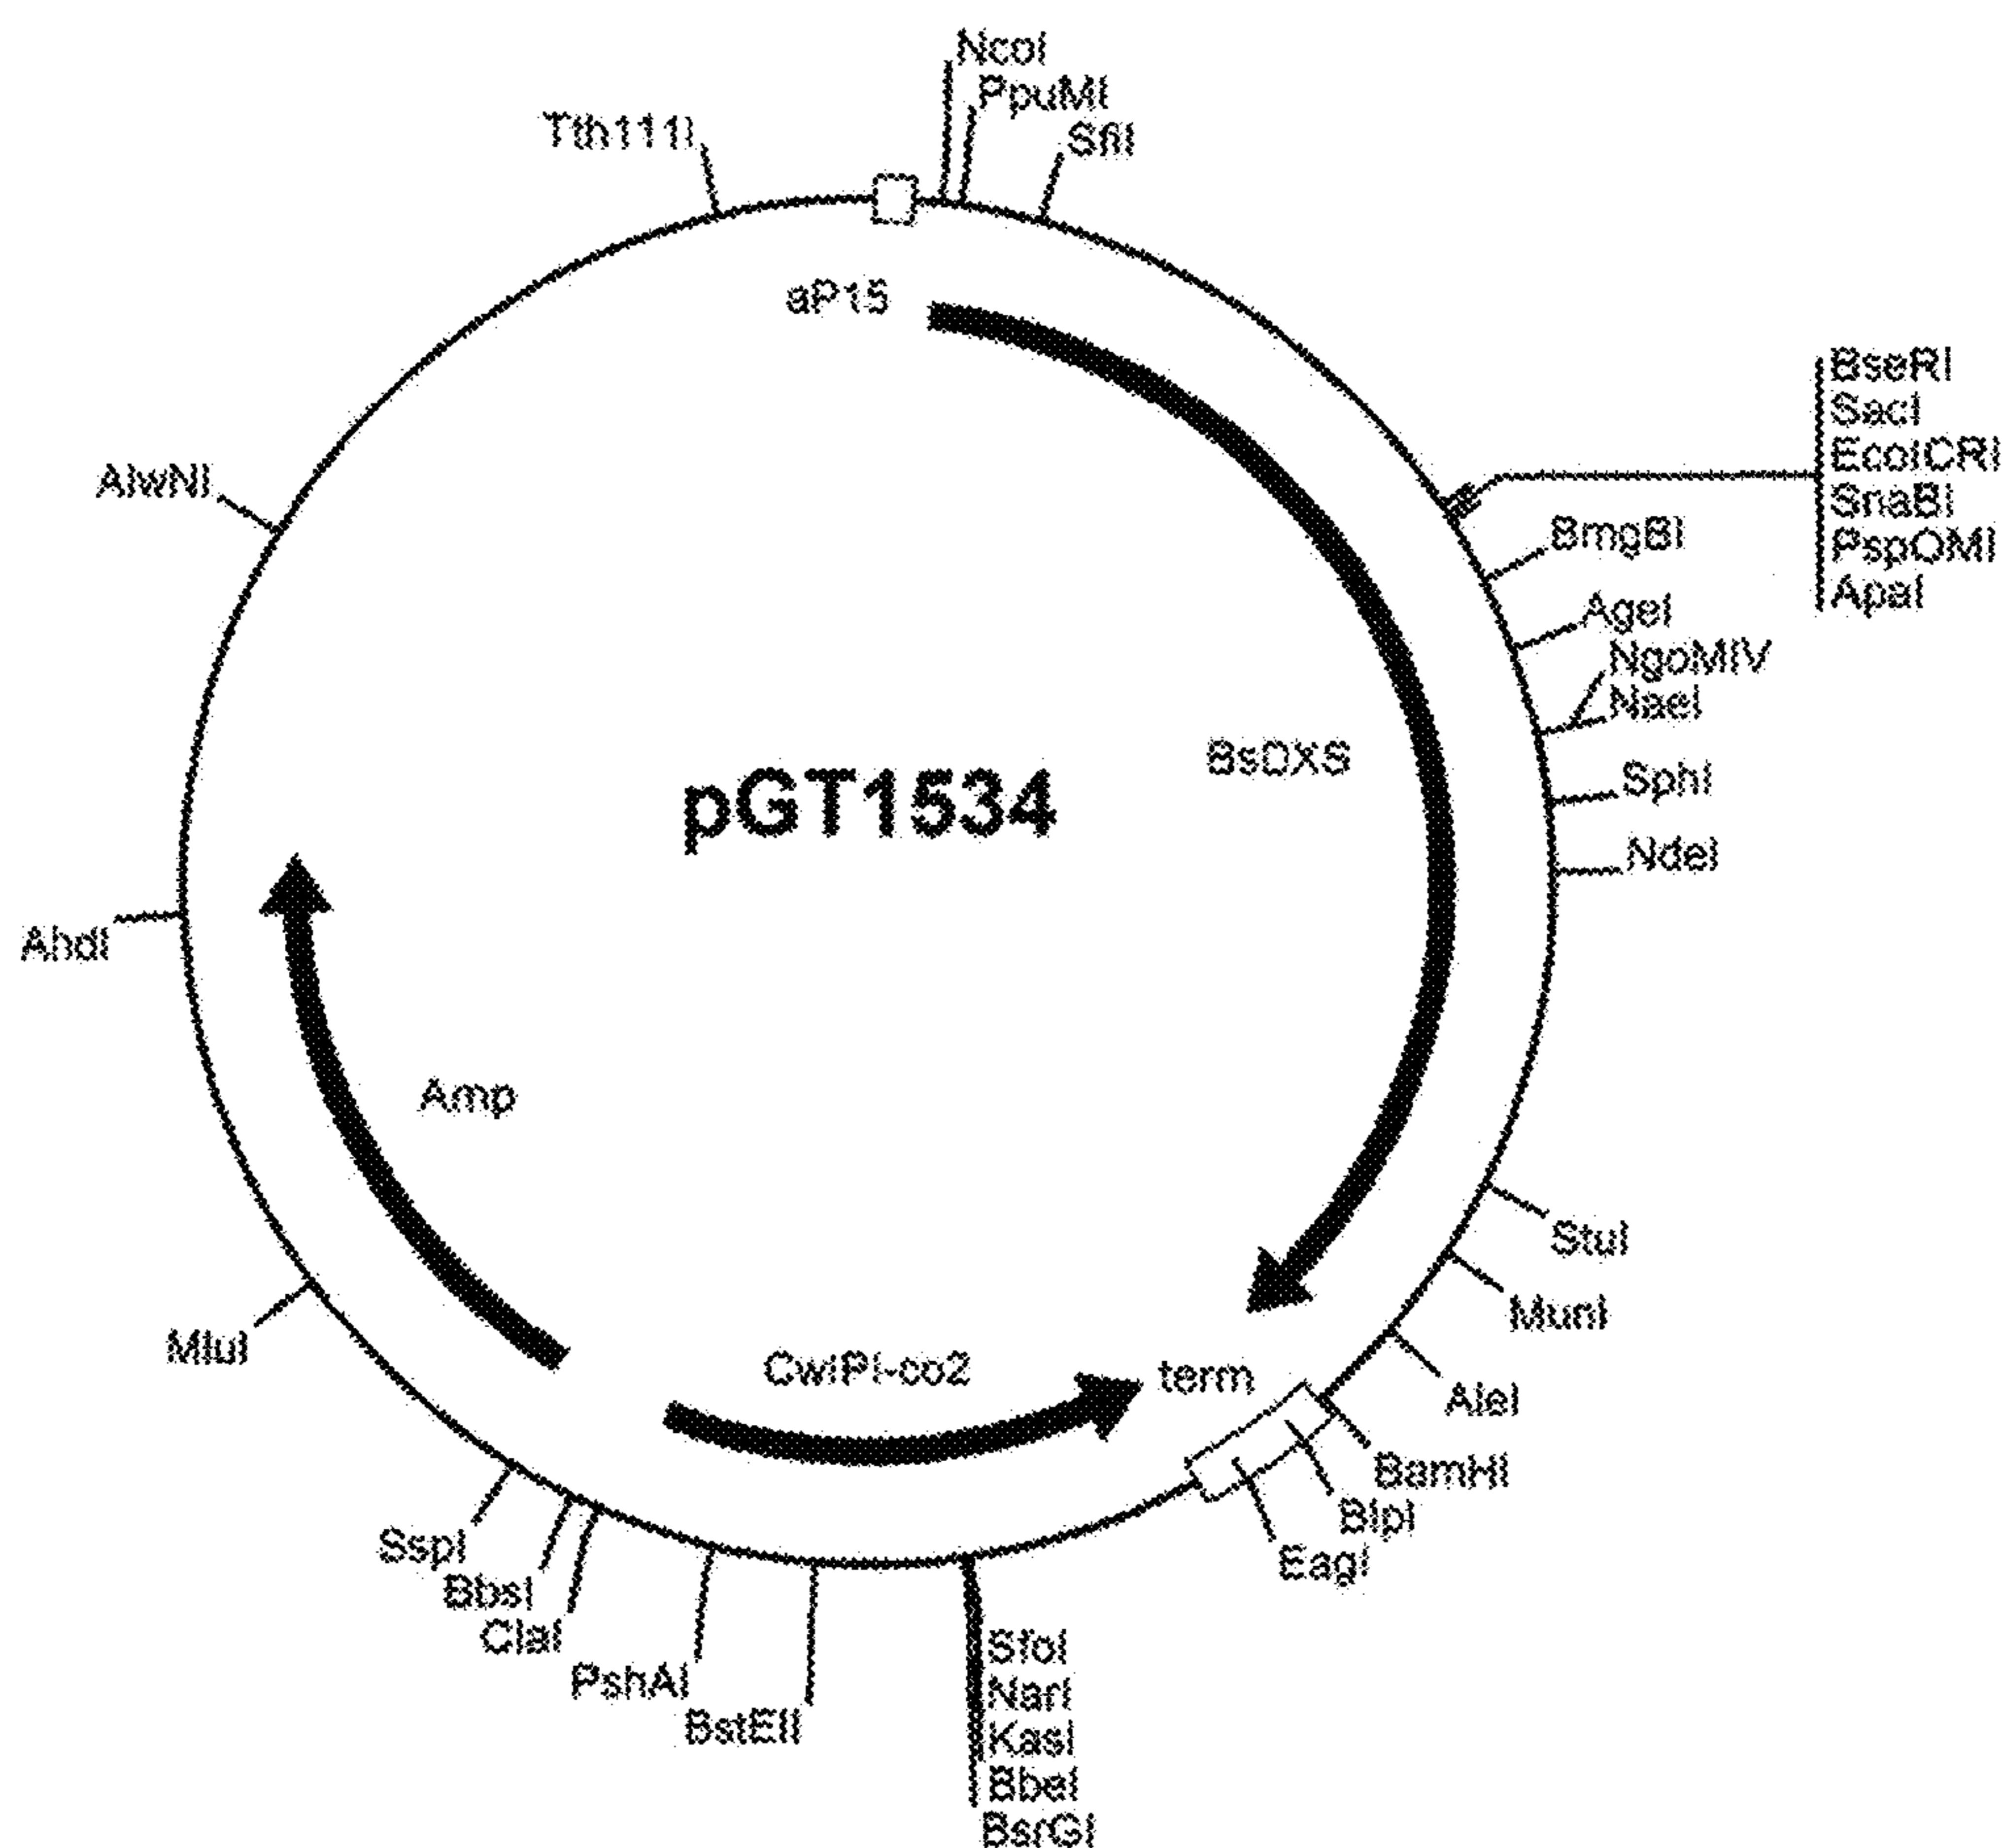 NcoI
PpuMI
SfiI
Tth111I
aP15
BseRI
SacI
EcoICRI
SnaBI
PspOMI
ApaI
AlwNI
BmgBI
AgeI
NgoMIV
NaeI
BsDXS
pGT1534
SphI
NdeI
AhdI
Amp
StuI
MunI
MluI
CwIPI-co2
term
AleI
BamHI
BlpI
EagI
SspI
BbsI
ClaI
PshAI
BstEII
SfoI
NarI
KasI
BbeI
BsrGI